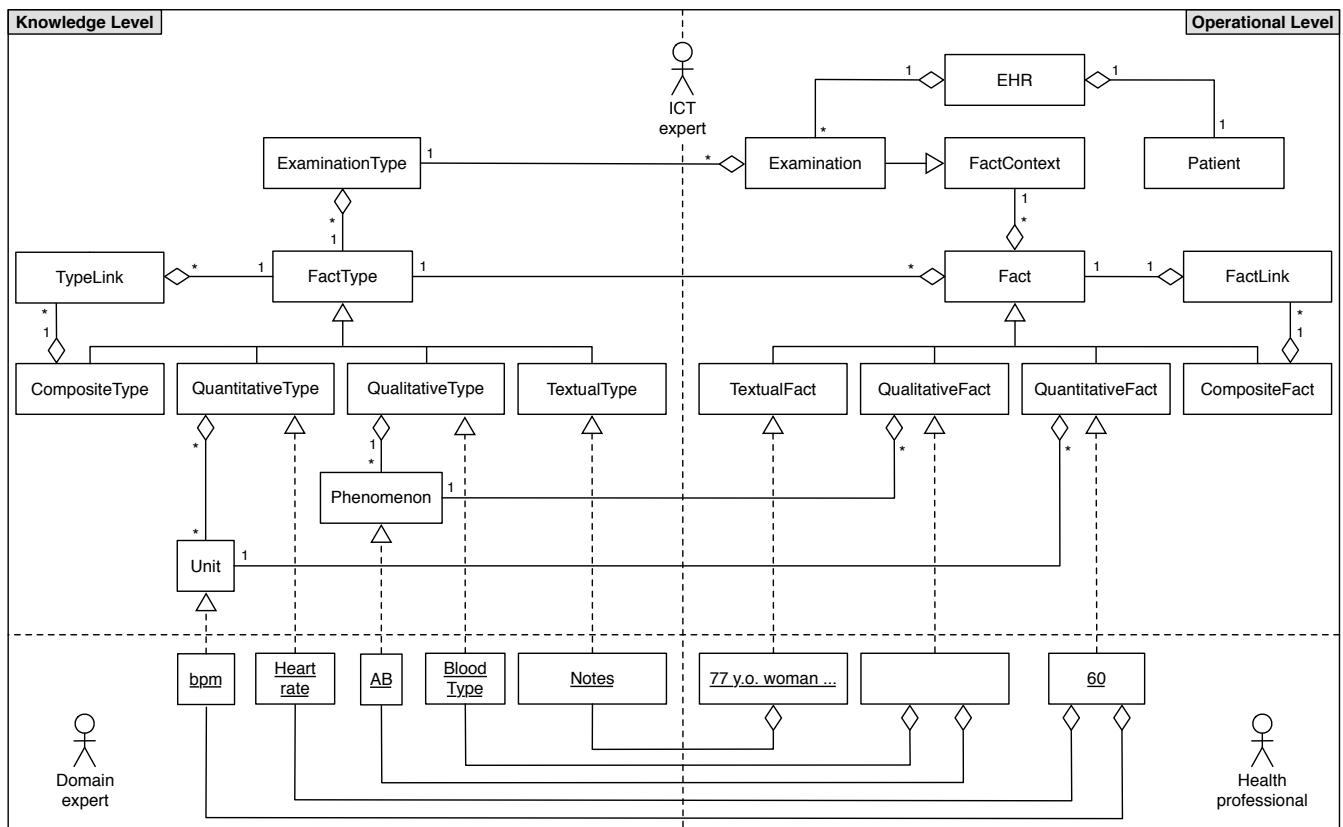 Knowledge Level
Operational Level
ICT
expert
1
EHR
1
*
1
ExaminationType
1
*
Examination
FactContext
Patient
*
1
1
*
TypeLink
*
1
FactType
1
*
Fact
1
1
FactLink
*
1
*
1
CompositeType
QuantitativeType
QualitativeType
TextualType
TextualFact
QualitativeFact
QuantitativeFact
CompositeFact
*
1
*
*
*
Phenomenon
1
*
Unit
1
bpm
Heart
rate
AB
Blood
Type
Notes
77 y.o. woman ...
60
Domain
expert
Health
professional